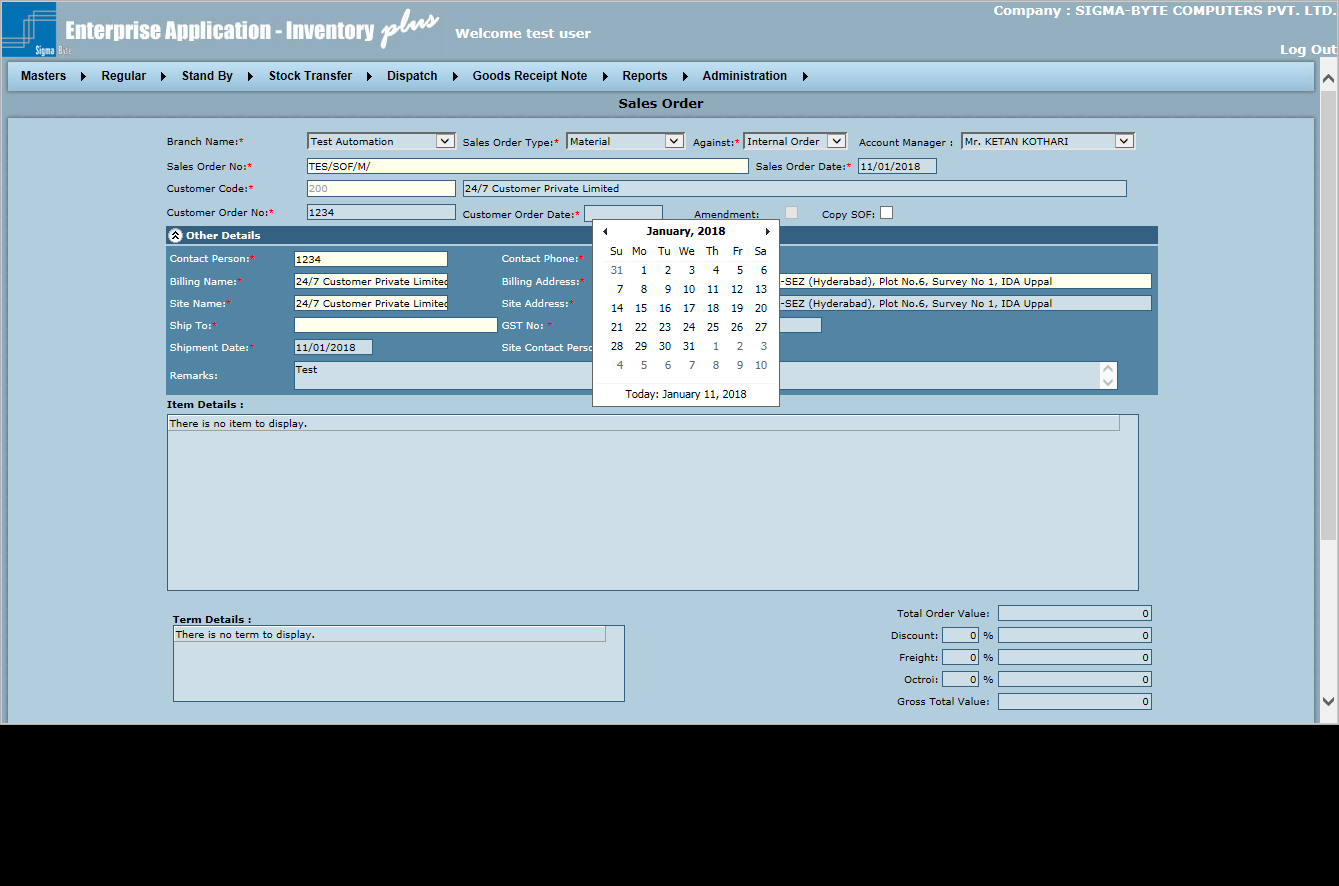 Company : SIGMA-BYTE COMPUTERS PVT. LTD.
Enterprise Application - Inventory plus
Welcome test user
Sigma Byte
Log Out
Masters Regular Stand By Stock Transfer Dispatch Goods Receipt Note Reports Administration
Sales Order
Branch Name:* Test Automation Sales Order Type:* Material Against:* Internal Order Account Manager : Mr. KETAN KOTHARI
Sales Order No:* TES/SOF/M/ Sales Order Date:* 11/01/2018
Customer Code:* 200 24/7 Customer Private Limited
Customer Order No:* 1234 Customer Order Date:* Amendment: Copy SOF:
Other Details
Contact Person:* 1234 Contact Phone:*
Billing Name:* 24/7 Customer Private Limited Billing Address:* -SEZ (Hyderabad), Plot No.6, Survey No 1, IDA Uppal
Site Name:* 24/7 Customer Private Limited Site Address:* -SEZ (Hyderabad), Plot No.6, Survey No 1, IDA Uppal
Ship To:* GST No: *
Shipment Date:* 11/01/2018 Site Contact Perso
Remarks: Test
January, 2018
Su Mo Tu We Th Fr Sa
31 1 2 3 4 5 6
7 8 9 10 11 12 13
14 15 16 17 18 19 20
21 22 23 24 25 26 27
28 29 30 31 1 2 3
4 5 6 7 8 9 10
Today: January 11, 2018
Item Details :
There is no item to display.
Term Details :
There is no term to display.
Total Order Value: 0
Discount: 0 % 0
Freight: 0 % 0
Octroi: 0 % 0
Gross Total Value: 0